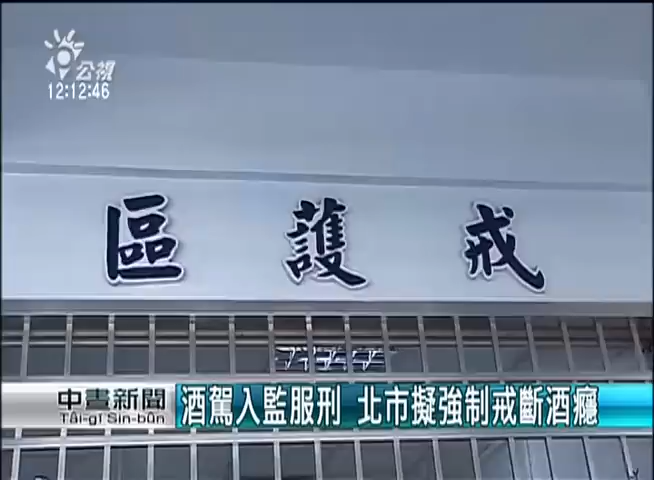 公視
12:12:46
戒護區
中晝新聞
Tâi-gí Sin-bûn
酒駕入監服刑 北市擬強制戒斷酒癮